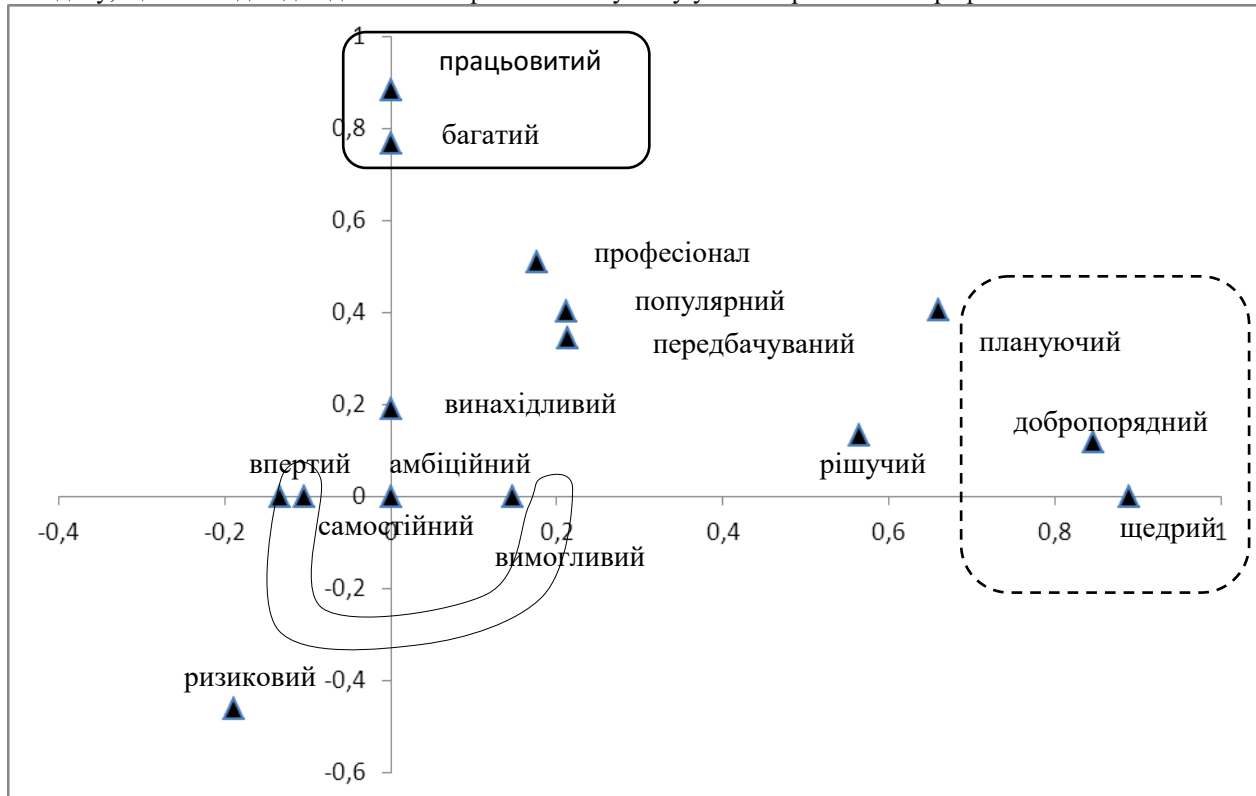 1
працьовитий
0,8
багатий
0,6
професіонал
0,4
популярний
передбачуваний
плануючий
0,2
винахідливий
добропорядний
впертий
амбіційний
рішучий
0
-0,4
-0,2
самостійний
0
0,2
0,4
0,6
0,8
щедрий
1
вимогливий
-0,2
ризиковий
-0,4
-0,6